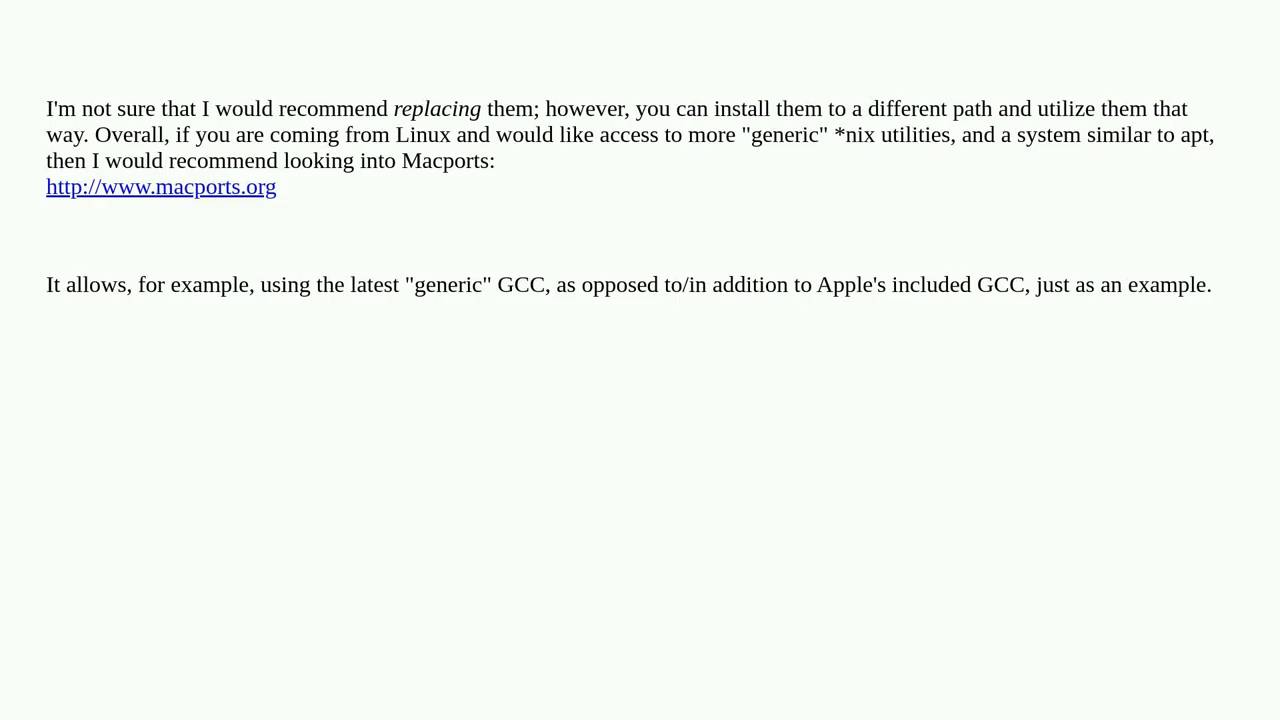 I'm not sure that I would recommend replacing them; however, you can install them to a different path and utilize them that
way. Overall, if you are coming from Linux and would like access to more "generic" *nix utilities, and a system similar to apt,
then I would recommend looking into Macports:
http://www.macports.org
It allows, for example, using the latest "generic" GCC, as opposed to/in addition to Apple's included GCC, just as an example.